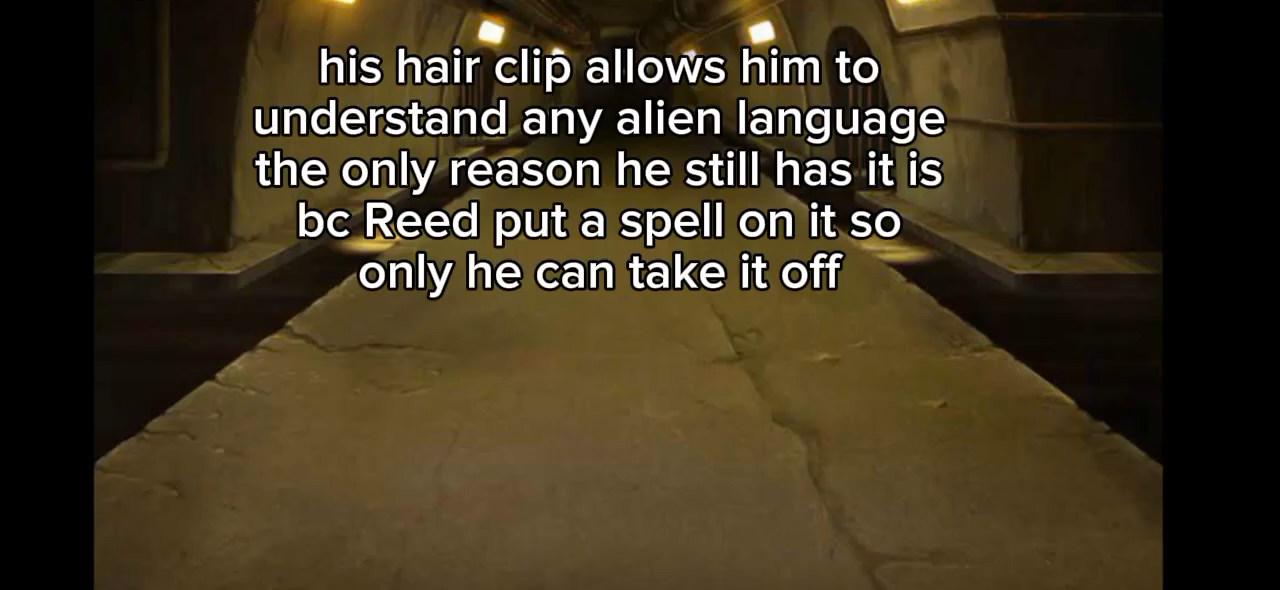 his hair clip allows him to
understand any alien language
the only reason he still has it is
bc Reed put a spell on it so
only he can take it off